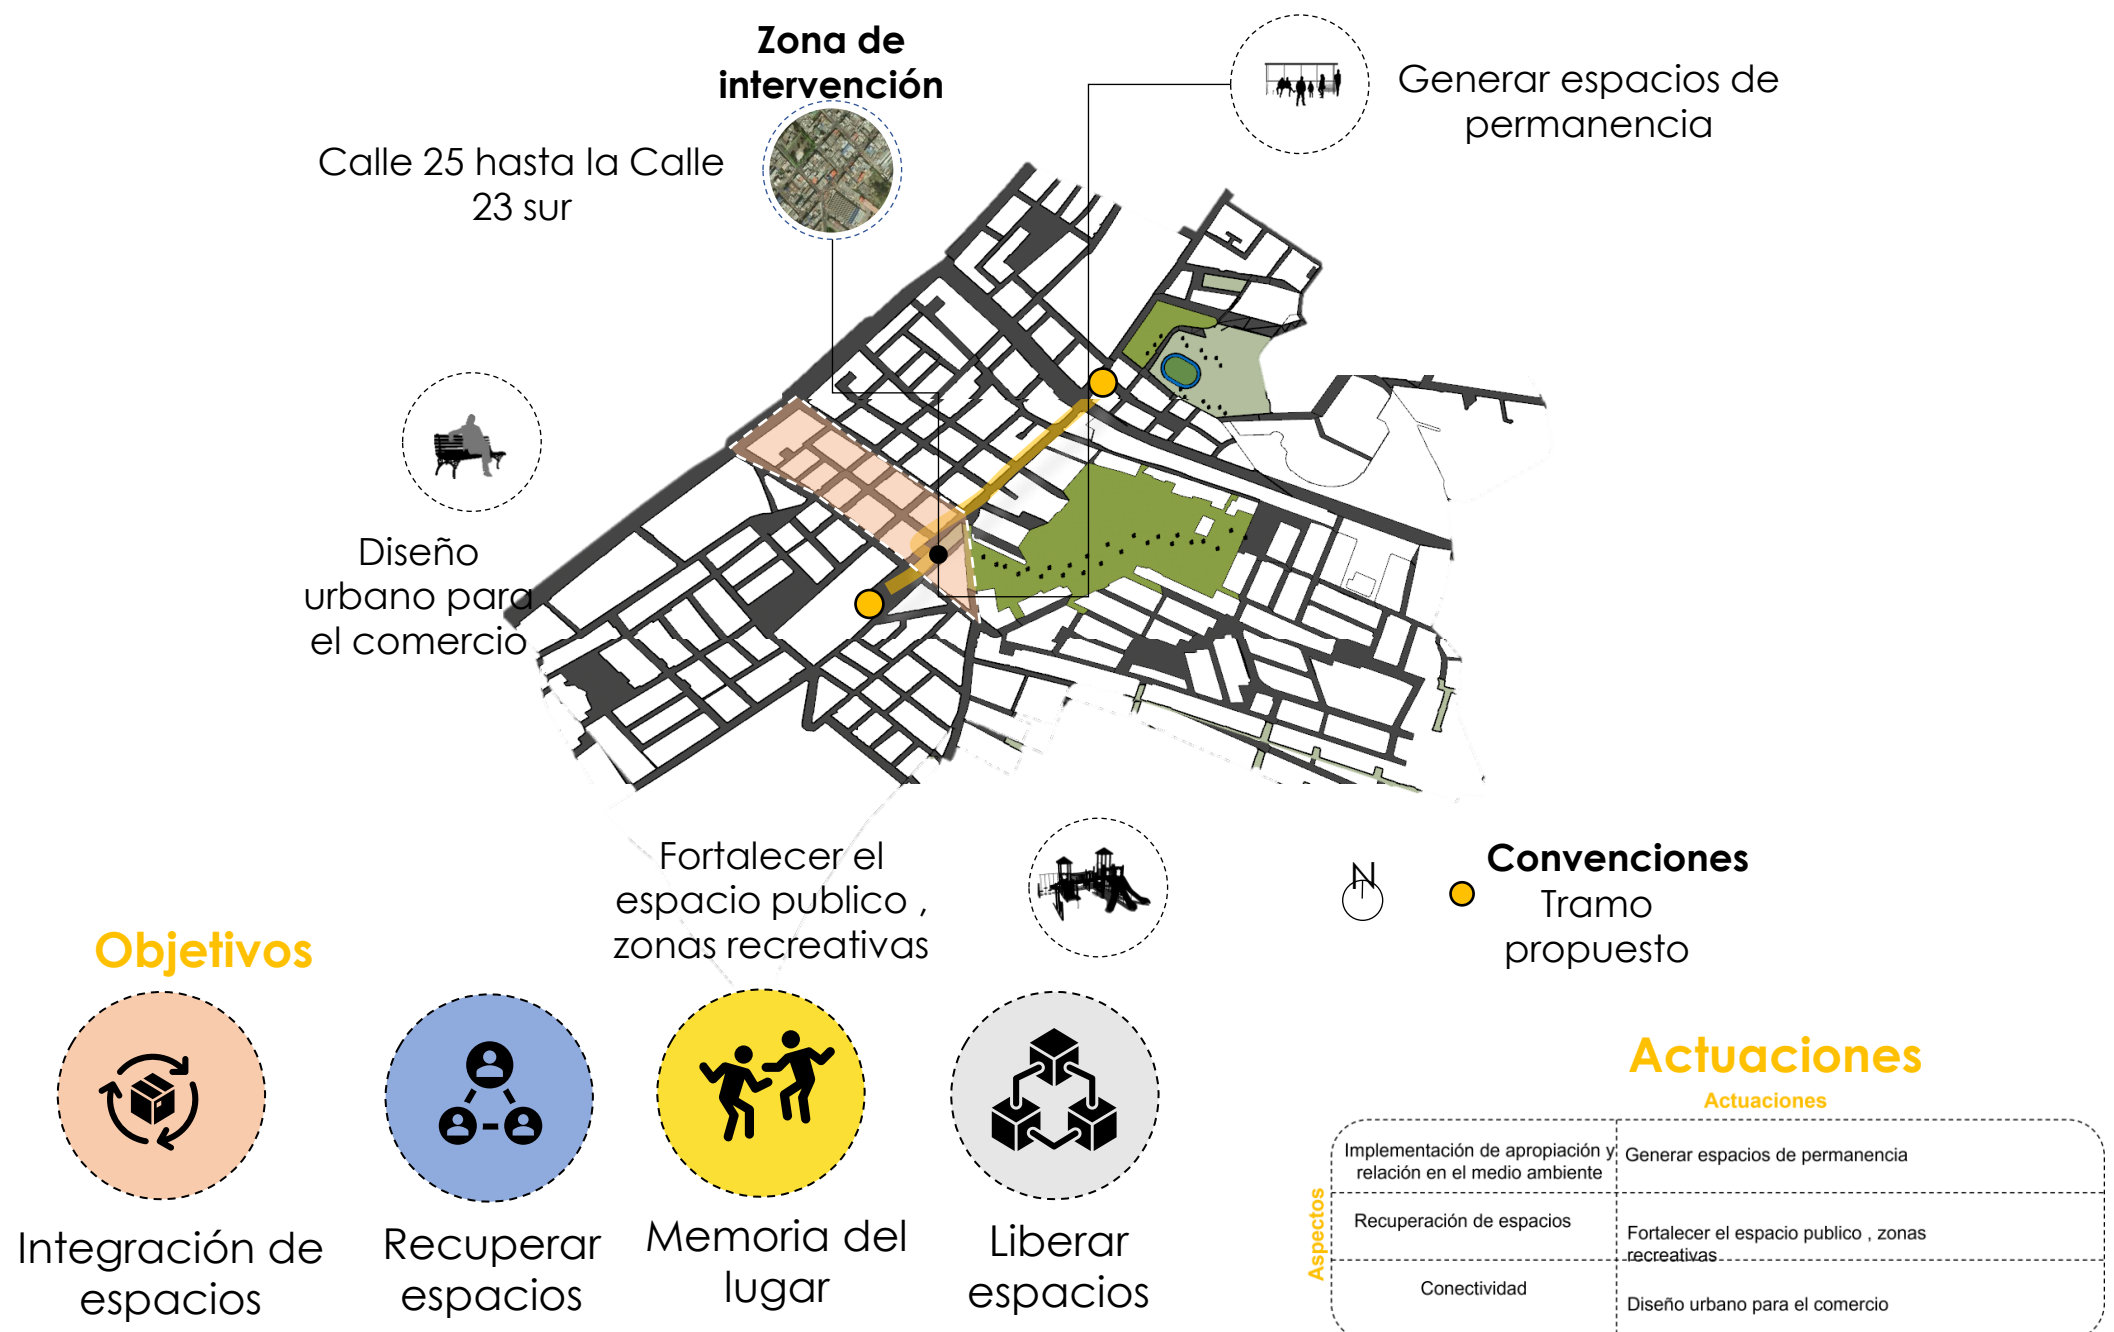 Zona de
intervención
Calle 25 hasta la Calle
23 sur
Generar espacios de
permanencia
Diseño
urbano para
el comercio
Fortalecer el
espacio publico ,
zonas recreativas
N
Convenciones
Tramo
propuesto
Objetivos
Integración de
espacios
Recuperar
espacios
Memoria del
lugar
Liberar
espacios
Actuaciones
Actuaciones
Aspectos
Implementación de apropiación y
relación en el medio ambiente
Generar espacios de permanencia
Recuperación de espacios
Fortalecer el espacio publico , zonas
recreativas
Conectividad
Diseño urbano para el comercio